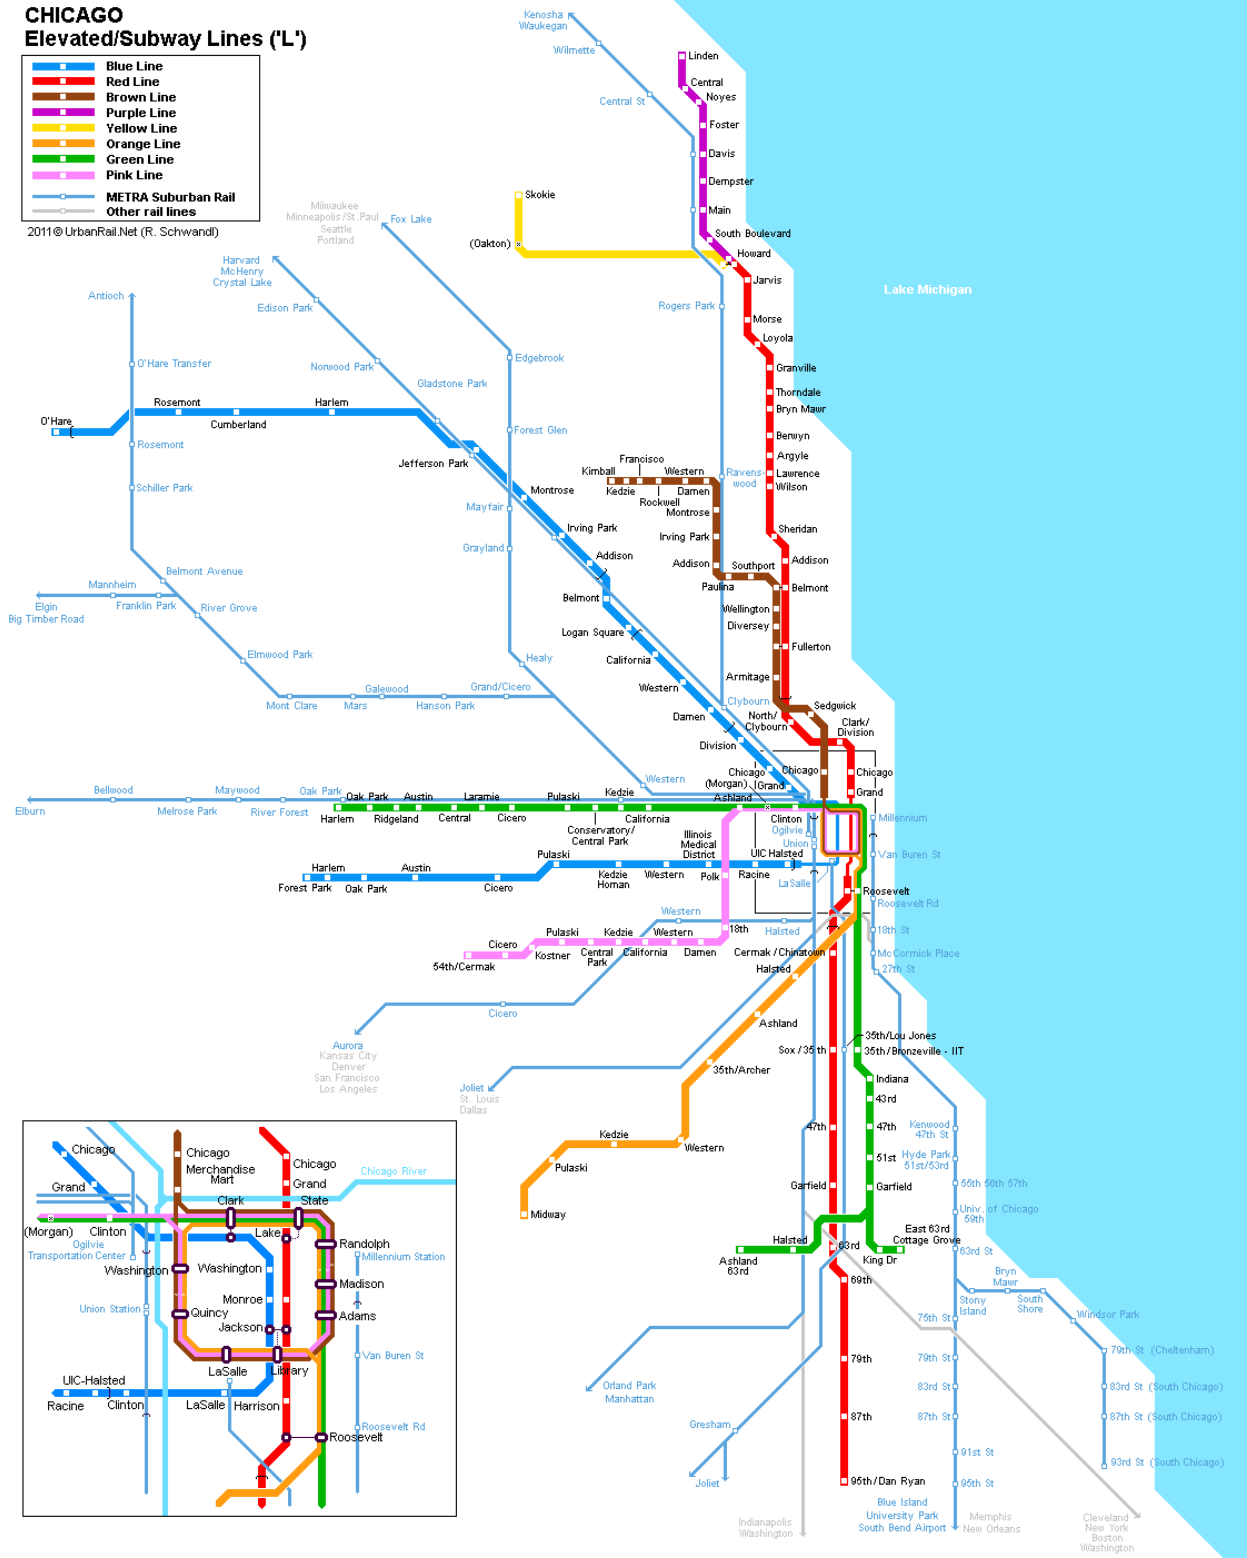 CHICAGO
Elevated/Subway Lines ('L')
Blue Line
Red Line
Brown Line
Purple Line
Yellow Line
Orange Line
Green Line
Pink Line
METRA Suburban Rail
Other rail lines
2011© UrbanRail.Net (R. Schwandl)
Kenosha
Waukegan
Wilmette
Central St
Linden
Central
Noyes
Foster
Davis
Dempster
Main
South Boulevard
Howard
Skokie
(Oakton)
Milwaukee
Minneapolis/St.Paul
Seattle
Portland
Fox Lake
Harvard
McHenry
Crystal Lake
Edison Park
Antioch
Rogers Park
Lake Michigan
Jarvis
Morse
Loyola
Granville
Thorndale
Bryn Mawr
Berwyn
Argyle
Lawrence
Wilson
Sheridan
Addison
Belmont
Fullerton
O'Hare Transfer
Norwood Park
Gladstone Park
Edgebrook
Forest Glen
O'Hare
Rosemont
Cumberland
Harlem
Jefferson Park
Rosemont
Schiller Park
Montrose
Irving Park
Addison
Belmont
Logan Square
California
Western
Damen
Division
Chicago
Grand
Mayfair
Grayland
Healy
Kimball
Francisco
Western
Kedzie
Rockwell
Damen
Montrose
Irving Park
Addison
Paulina
Southport
Wellington
Diversey
Armitage
Sedgwick
Chicago
Ravens-
wood
Clybourn
North/
Clybourn
Clark/
Division
Chicago
Grand
Belmont Avenue
Mannheim
Franklin Park
River Grove
Elgin
Big Timber Road
Elmwood Park
Mont Clare
Mars
Galewood
Hanson Park
Grand/Cicero
Western
Elburn
Bellwood
Melrose Park
Maywood
River Forest
Oak Park
Kedzie
Harlem
Oak Park
Ridgeland
Austin
Central
Laramie
Cicero
Pulaski
Conservatory/
Central Park
California
Ashland
(Morgan)
Clinton
Ogilvie
Union
LaSalle
Millennium
Van Buren St
Roosevelt
Roosevelt Rd
18th St
McCormick Place
27th St
Forest Park
Harlem
Oak Park
Austin
Cicero
Pulaski
Kedzie
Homan
Western
Illinois
Medical
District
Polk
Racine
UIC Halsted
54th/Cermak
Cicero
Kostner
Pulaski
Central
Park
Kedzie
California
Western
Damen
18th
Western
Halsted
Cicero
Aurora
Kansas City
Denver
San Francisco
Los Angeles
Joliet
St. Louis
Dallas
Cermak / Chinatown
Halsted
Ashland
35th/Archer
Western
Kedzie
Pulaski
Midway
Sox / 35 th
35th/Lou Jones
35th/Bronzeville - IIT
Indiana
43rd
47th
47th
51st
Garfield
Garfield
Kenwood
47th St
Hyde Park
51st/53rd
55th 56th 57th
Univ. of Chicago
59th
63rd St
East 63rd
Cottage Grove
King Dr
Halsted
Ashland
63rd
63rd
69th
79th
87th
95th/Dan Ryan
Bryn
Mawr
Stony
Island
South
Shore
Windsor Park
75th St
79th St
83rd St
87th St
91st St
95th St
79th St (Cheltenham)
83rd St (South Chicago)
87th St (South Chicago)
93rd St (South Chicago)
Orland Park
Manhattan
Gresham
Joliet
Indianapolis
Washington
Blue Island
University Park
South Bend Airport
Memphis
New Orleans
Cleveland
New York
Boston
Washington
Chicago
Grand
(Morgan)
Clinton
Ogilvie
Transportation Center
Chicago
Merchandise
Mart
Chicago
Grand
Chicago River
Clark
State
Lake
Randolph
Millennium Station
Washington
Washington
Madison
Monroe
Union Station
Quincy
Jackson
Adams
LaSalle
Library
Van Buren St
UIC-Halsted
Racine
Clinton
LaSalle
Harrison
Roosevelt
Roosevelt Rd